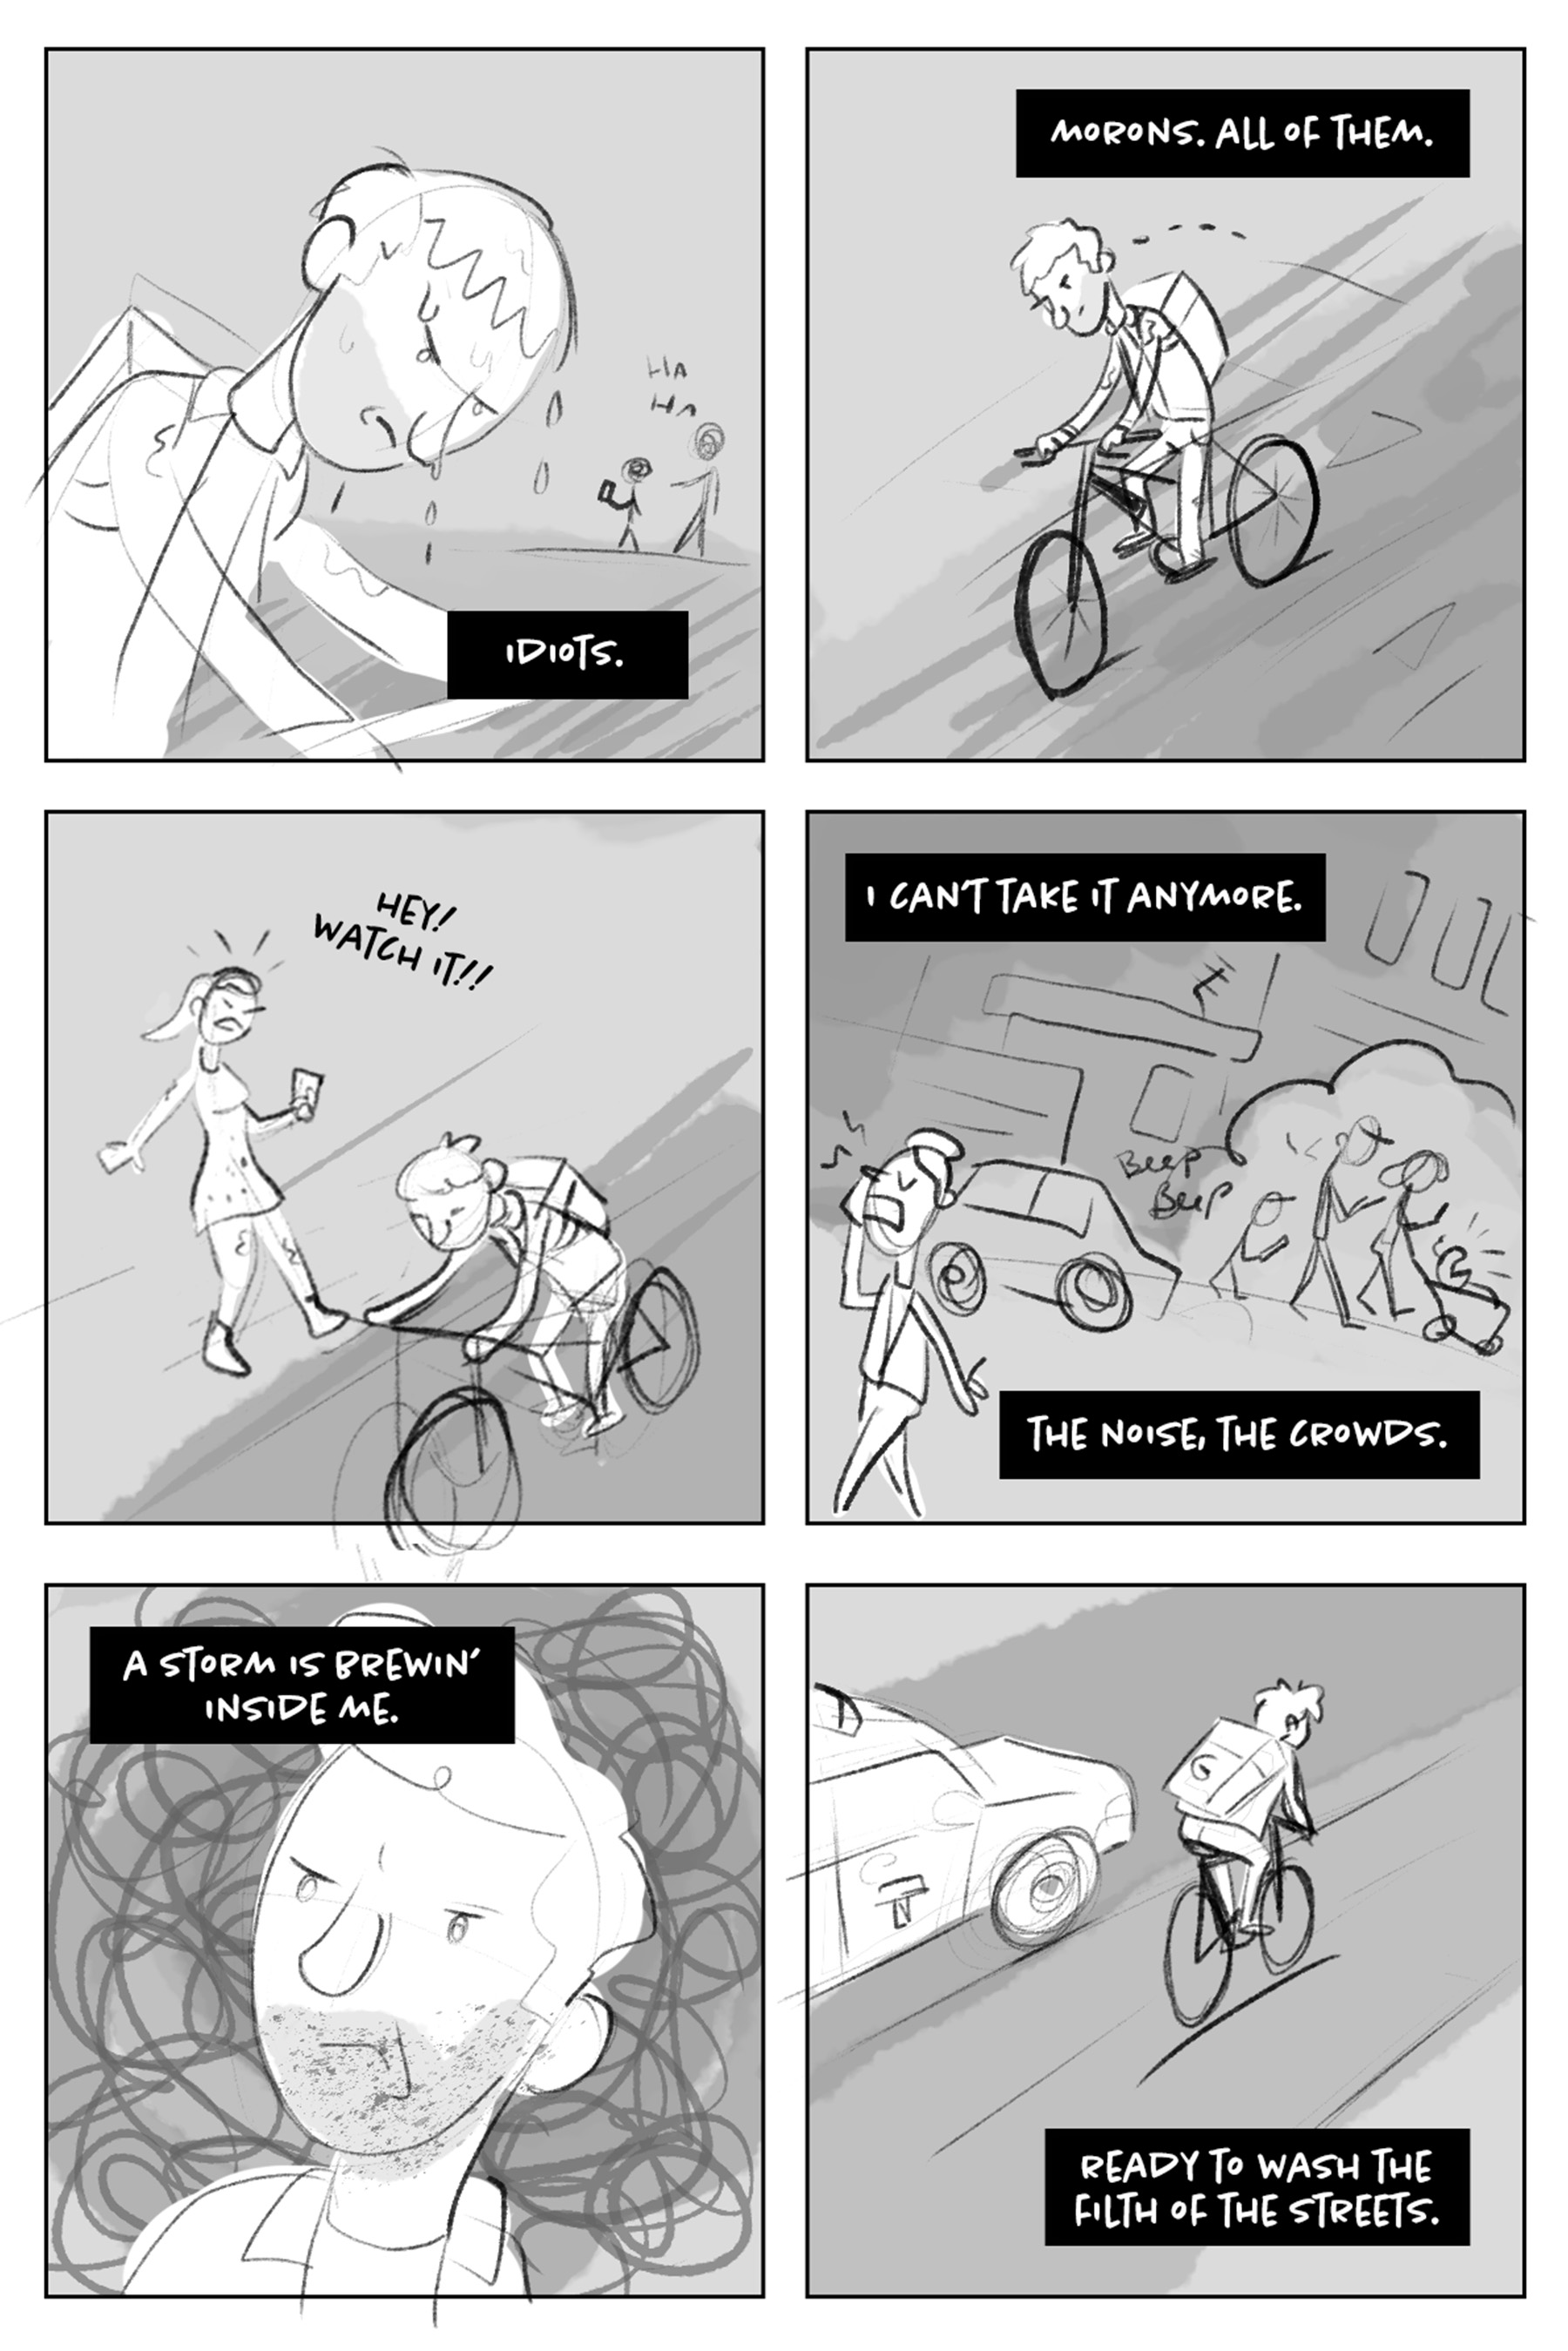 HA
HA
IDIOTS.
MORONS. ALL OF THEM.
HEY!
WATCH IT!!
I CAN'T TAKE IT ANYMORE.
BEEP
BEEP
THE NOISE, THE CROWDS.
A STORM IS BREWIN'
INSIDE ME.
G
READY TO WASH THE
FILTH OF THE STREETS.